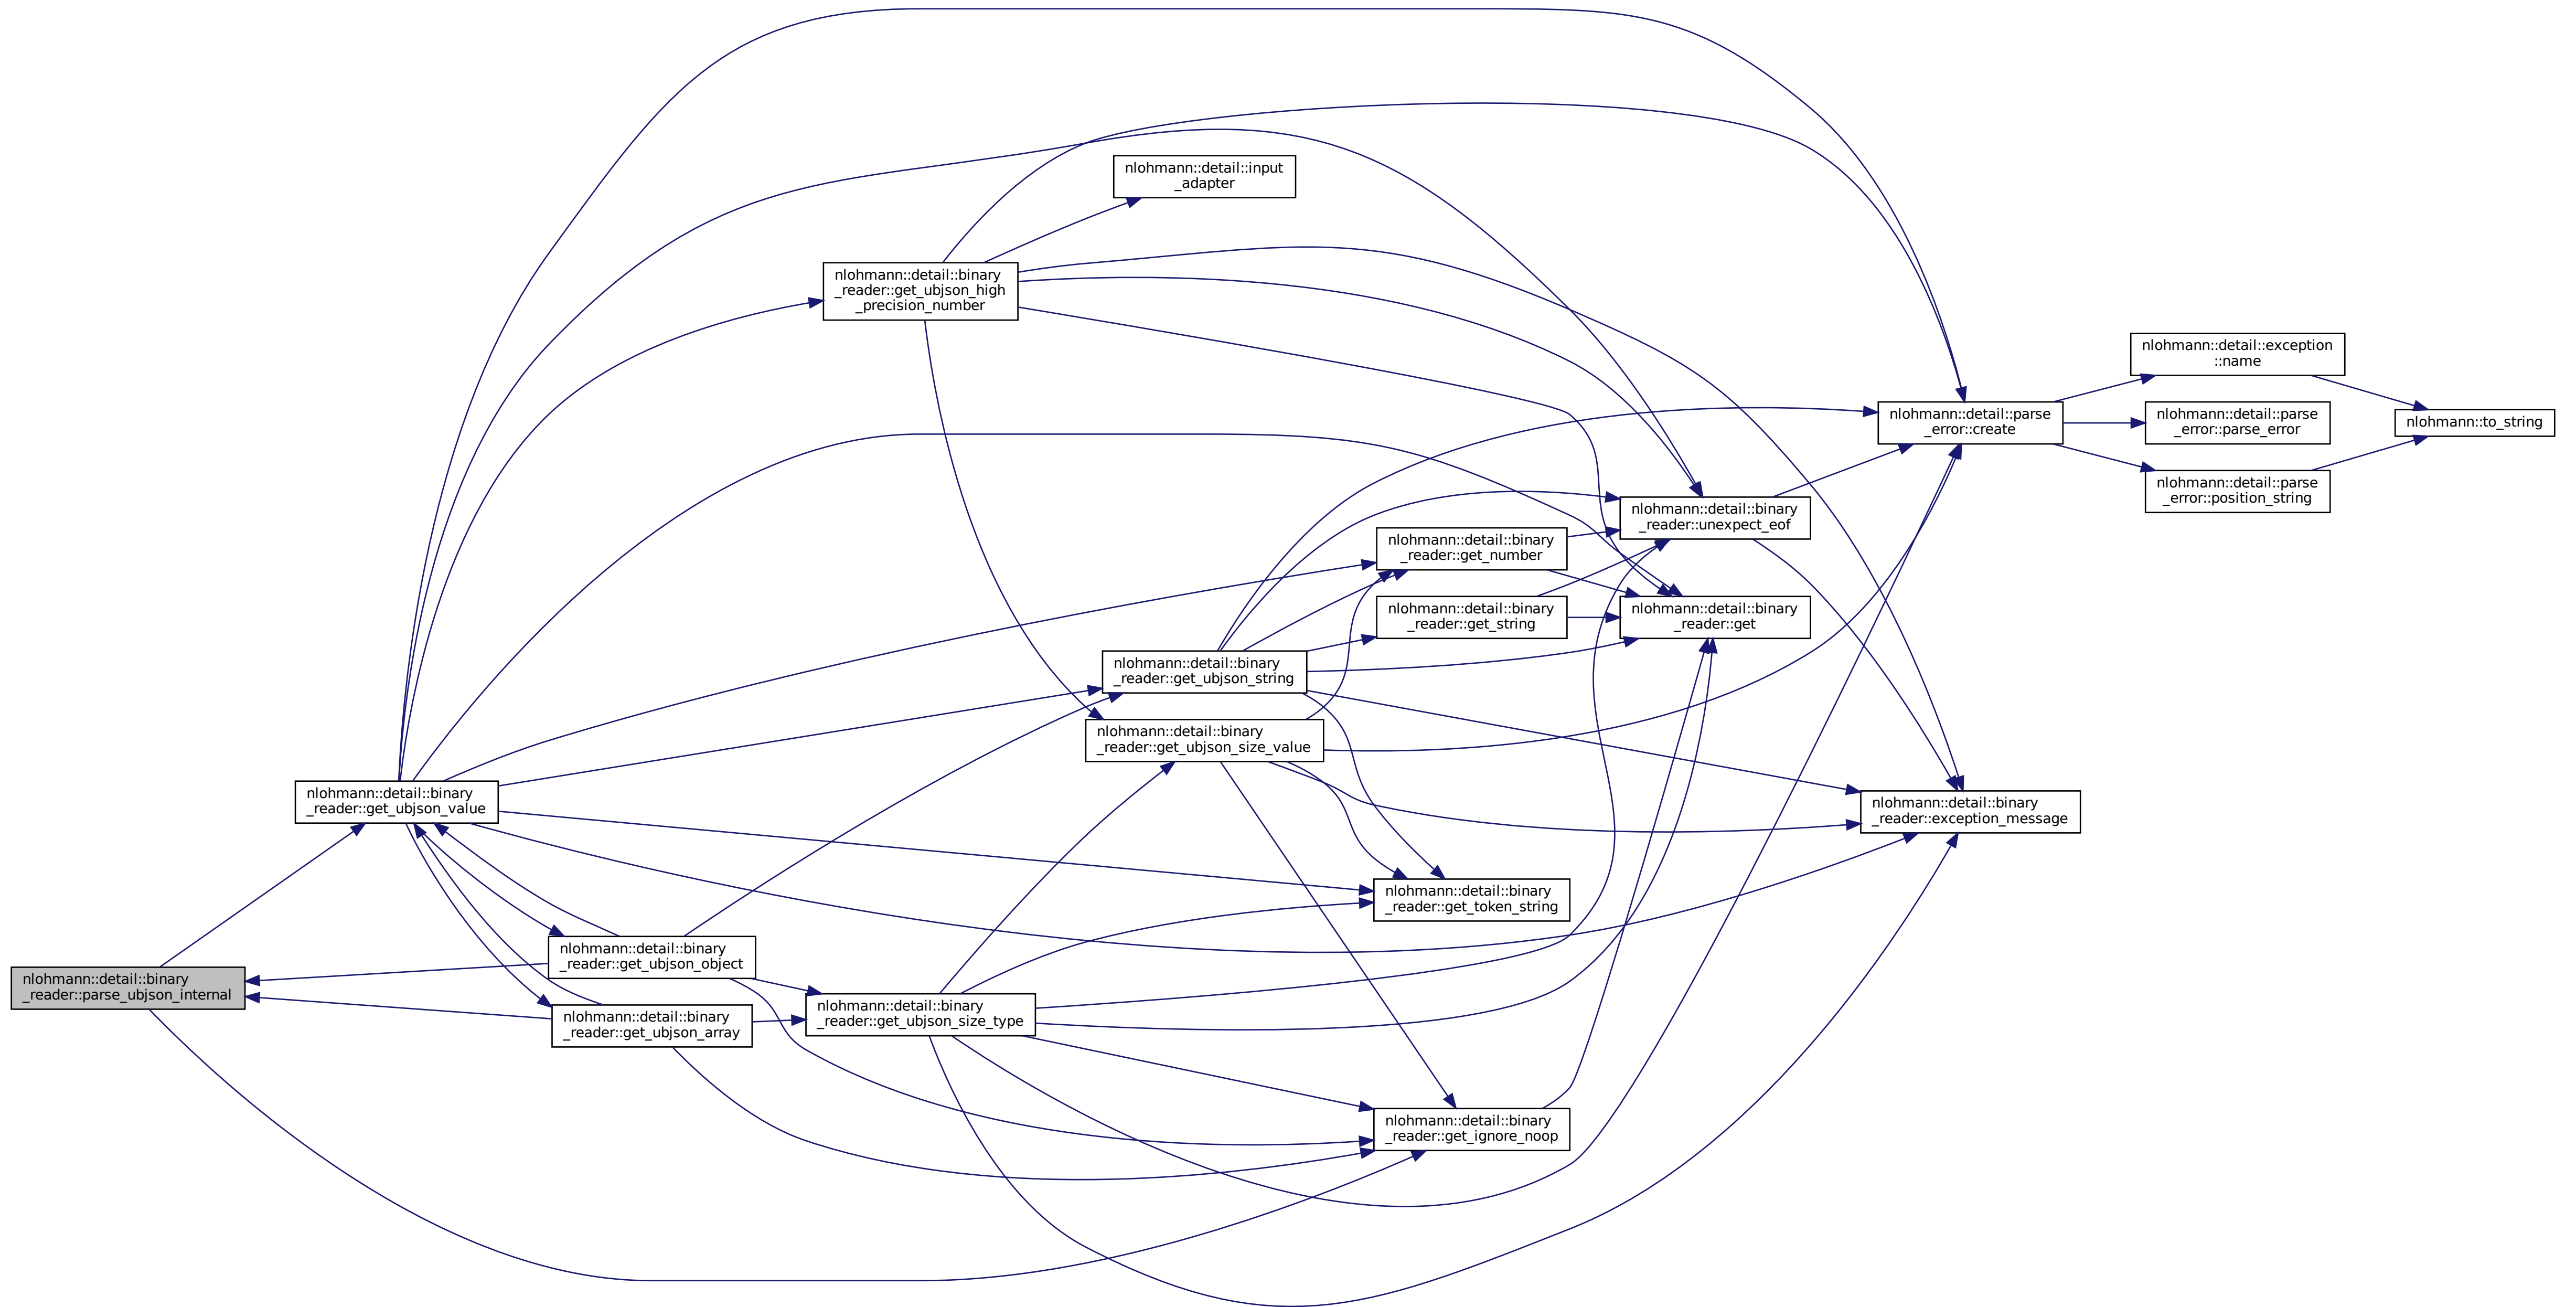 nlohmann::detail::input
_adapter
nlohmann::detail::binary
_reader::get_ubjson_high
_precision_number
nlohmann::detail::exception
::name
nlohmann::detail::parse
_error::create
nlohmann::detail::parse
_error::parse_error
nlohmann::to_string
nlohmann::detail::parse
_error::position_string
nlohmann::detail::binary
_reader::unexpect_eof
nlohmann::detail::binary
_reader::get_number
nlohmann::detail::binary
_reader::get_string
nlohmann::detail::binary
_reader::get
nlohmann::detail::binary
_reader::get_ubjson_string
nlohmann::detail::binary
_reader::get_ubjson_size_value
nlohmann::detail::binary
_reader::get_ubjson_value
nlohmann::detail::binary
_reader::exception_message
nlohmann::detail::binary
_reader::get_token_string
nlohmann::detail::binary
_reader::get_ubjson_object
nlohmann::detail::binary
_reader::parse_ubjson_internal
nlohmann::detail::binary
_reader::get_ubjson_size_type
nlohmann::detail::binary
_reader::get_ubjson_array
nlohmann::detail::binary
_reader::get_ignore_noop